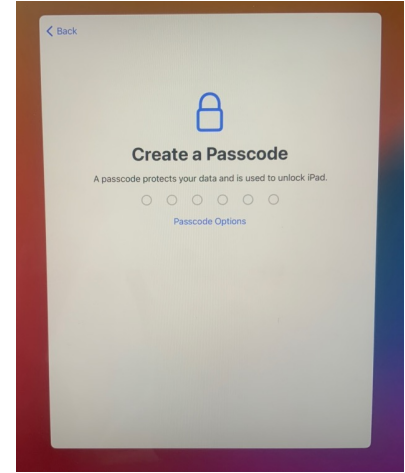 Back
Create a Passcode
A passcode protects your data and is used to unlock iPad.
Passcode Options